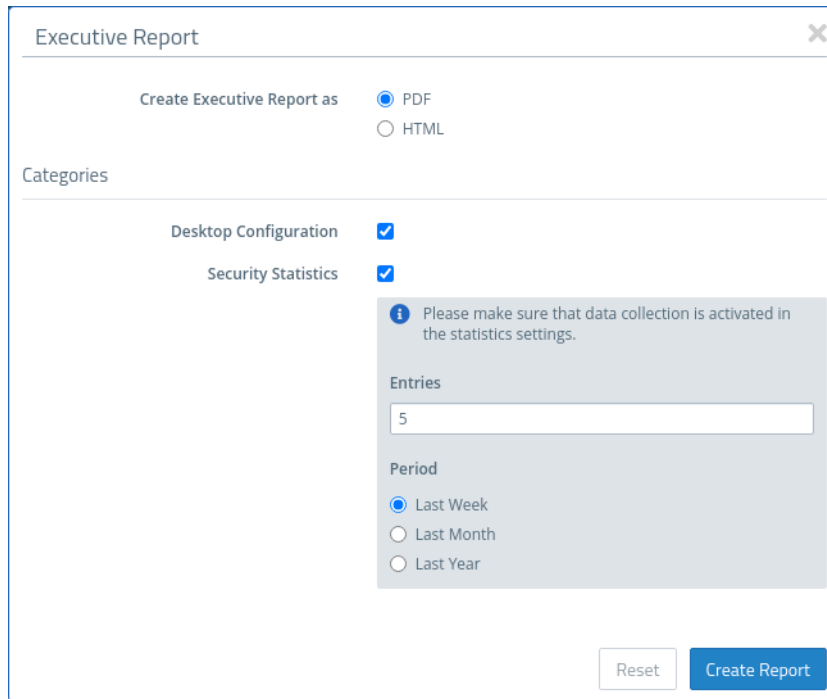 Executive Report
Create Executive Report as
PDF
HTML
Categories
Desktop Configuration
Security Statistics
Please make sure that data collection is activated in
the statistics settings.
Entries
5
Period
Last Week
Last Month
Last Year
Reset
Create Report